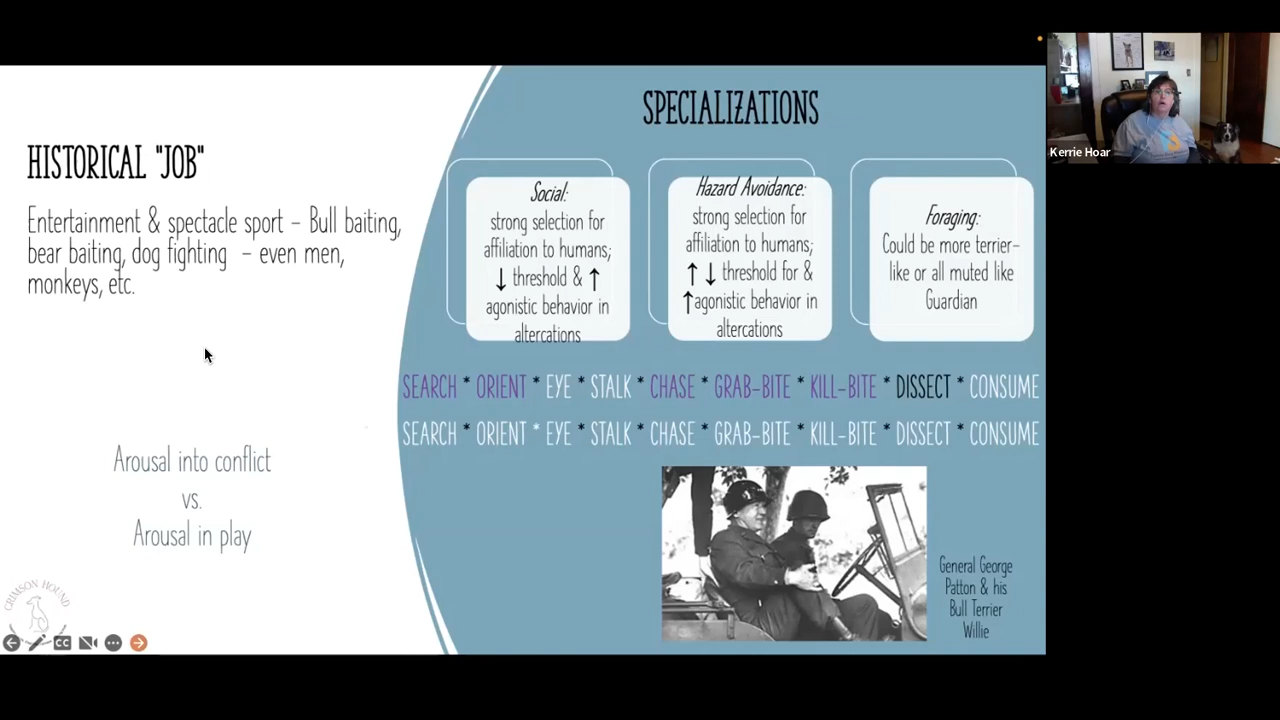 HISTORICAL "JOB"
Entertainment & spectacle sport – Bull baiting,
bear baiting, dog fighting – even men,
monkeys, etc.
Arousal into conflict
vs.
Arousal in play
CRIMSON HOUND
CC
SPECIALIZATIONS
Social:
strong selection for
affiliation to humans;
↓ threshold & ↑
agonistic behavior in
altercations
Hazard Avoidance:
strong selection for
affiliation to humans;
↑ ↓ threshold for &
↑agonistic behavior in
altercations
Foraging:
Could be more terrier-
like or all muted like
Guardian
SEARCH * ORIENT * EYE * STALK * CHASE * GRAB-BITE * KILL-BITE * DISSECT * CONSUME
SEARCH * ORIENT * EYE * STALK * CHASE * GRAB-BITE * KILL-BITE * DISSECT * CONSUME
General George
Patton & his
Bull Terrier
Willie
Kerrie Hoar